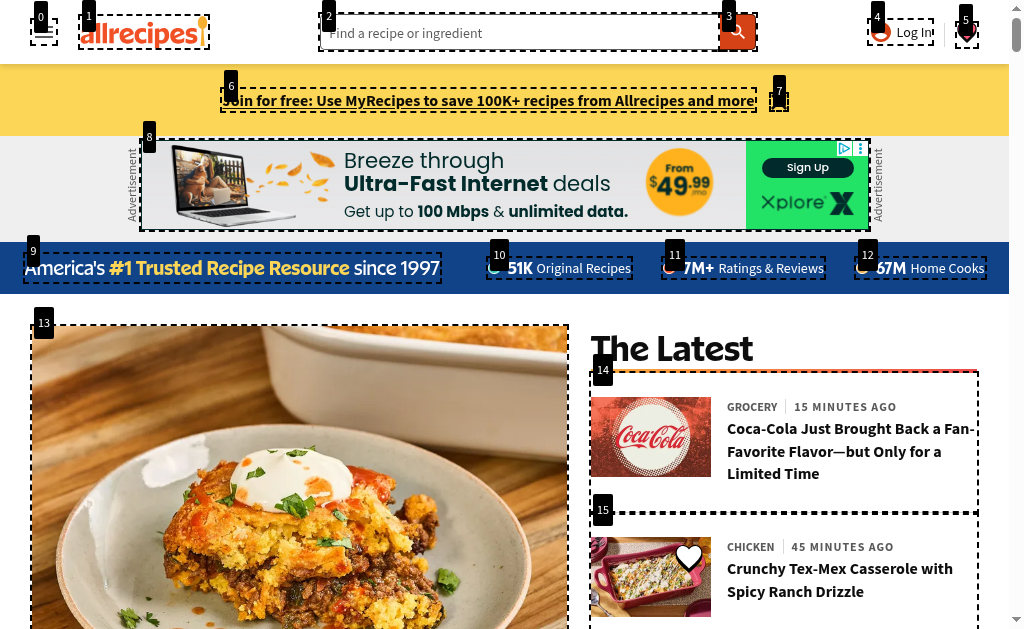 0
1
2
3
4
5
allrecipes
Find a recipe or ingredient
Log In
6
7
Join for free: Use MyRecipes to save 100K+ recipes from Allrecipes and more
8
Advertisement
Breeze through
Ultra-Fast Internet deals
Get up to 100 Mbps & unlimited data.
From
$49.99
/mo
Sign Up
Xplore X
Advertisement
9
America's #1 Trusted Recipe Resource since 1997
10
51K Original Recipes
11
7M+ Ratings & Reviews
12
67M Home Cooks
13
The Latest
14
Coca-Cola
GROCERY
15 MINUTES AGO
Coca-Cola Just Brought Back a Fan-
Favorite Flavor—but Only for a
Limited Time
15
CHICKEN
45 MINUTES AGO
Crunchy Tex-Mex Casserole with
Spicy Ranch Drizzle